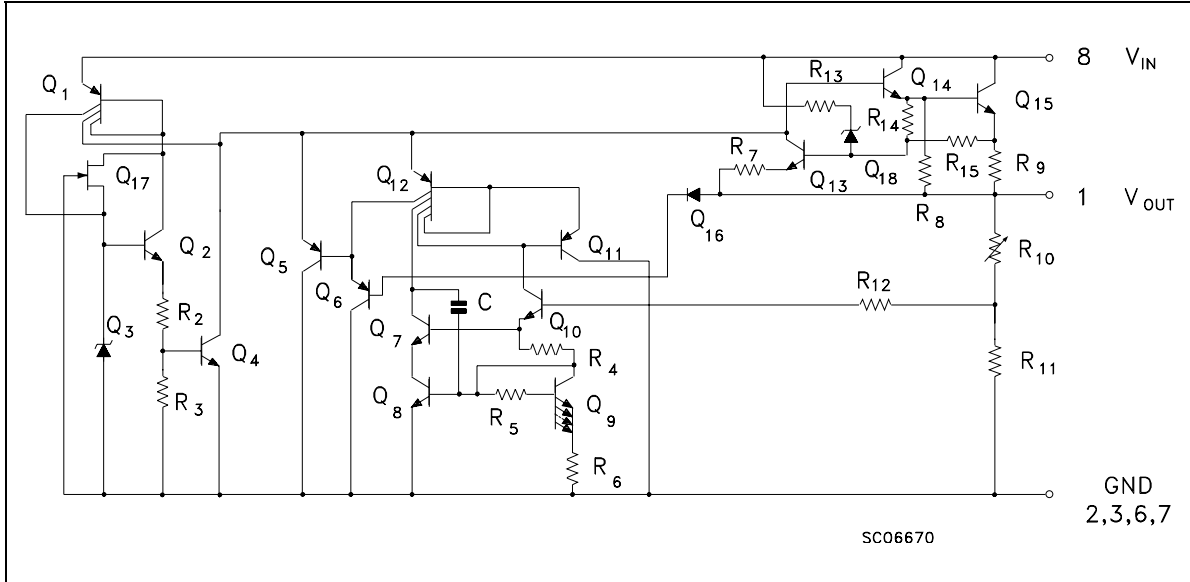 8 V_IN
R13
Q14
Q1
Q15
R14
R7
R15
R9
Q17
Q12
Q13
Q18
1 V_OUT
R8
Q16
Q2
Q5
Q11
R10
Q6
R12
C
R2
Q3
Q7
Q10
Q4
R4
R11
R3
Q8
R5
Q9
R6
GND
2,3,6,7
SC06670